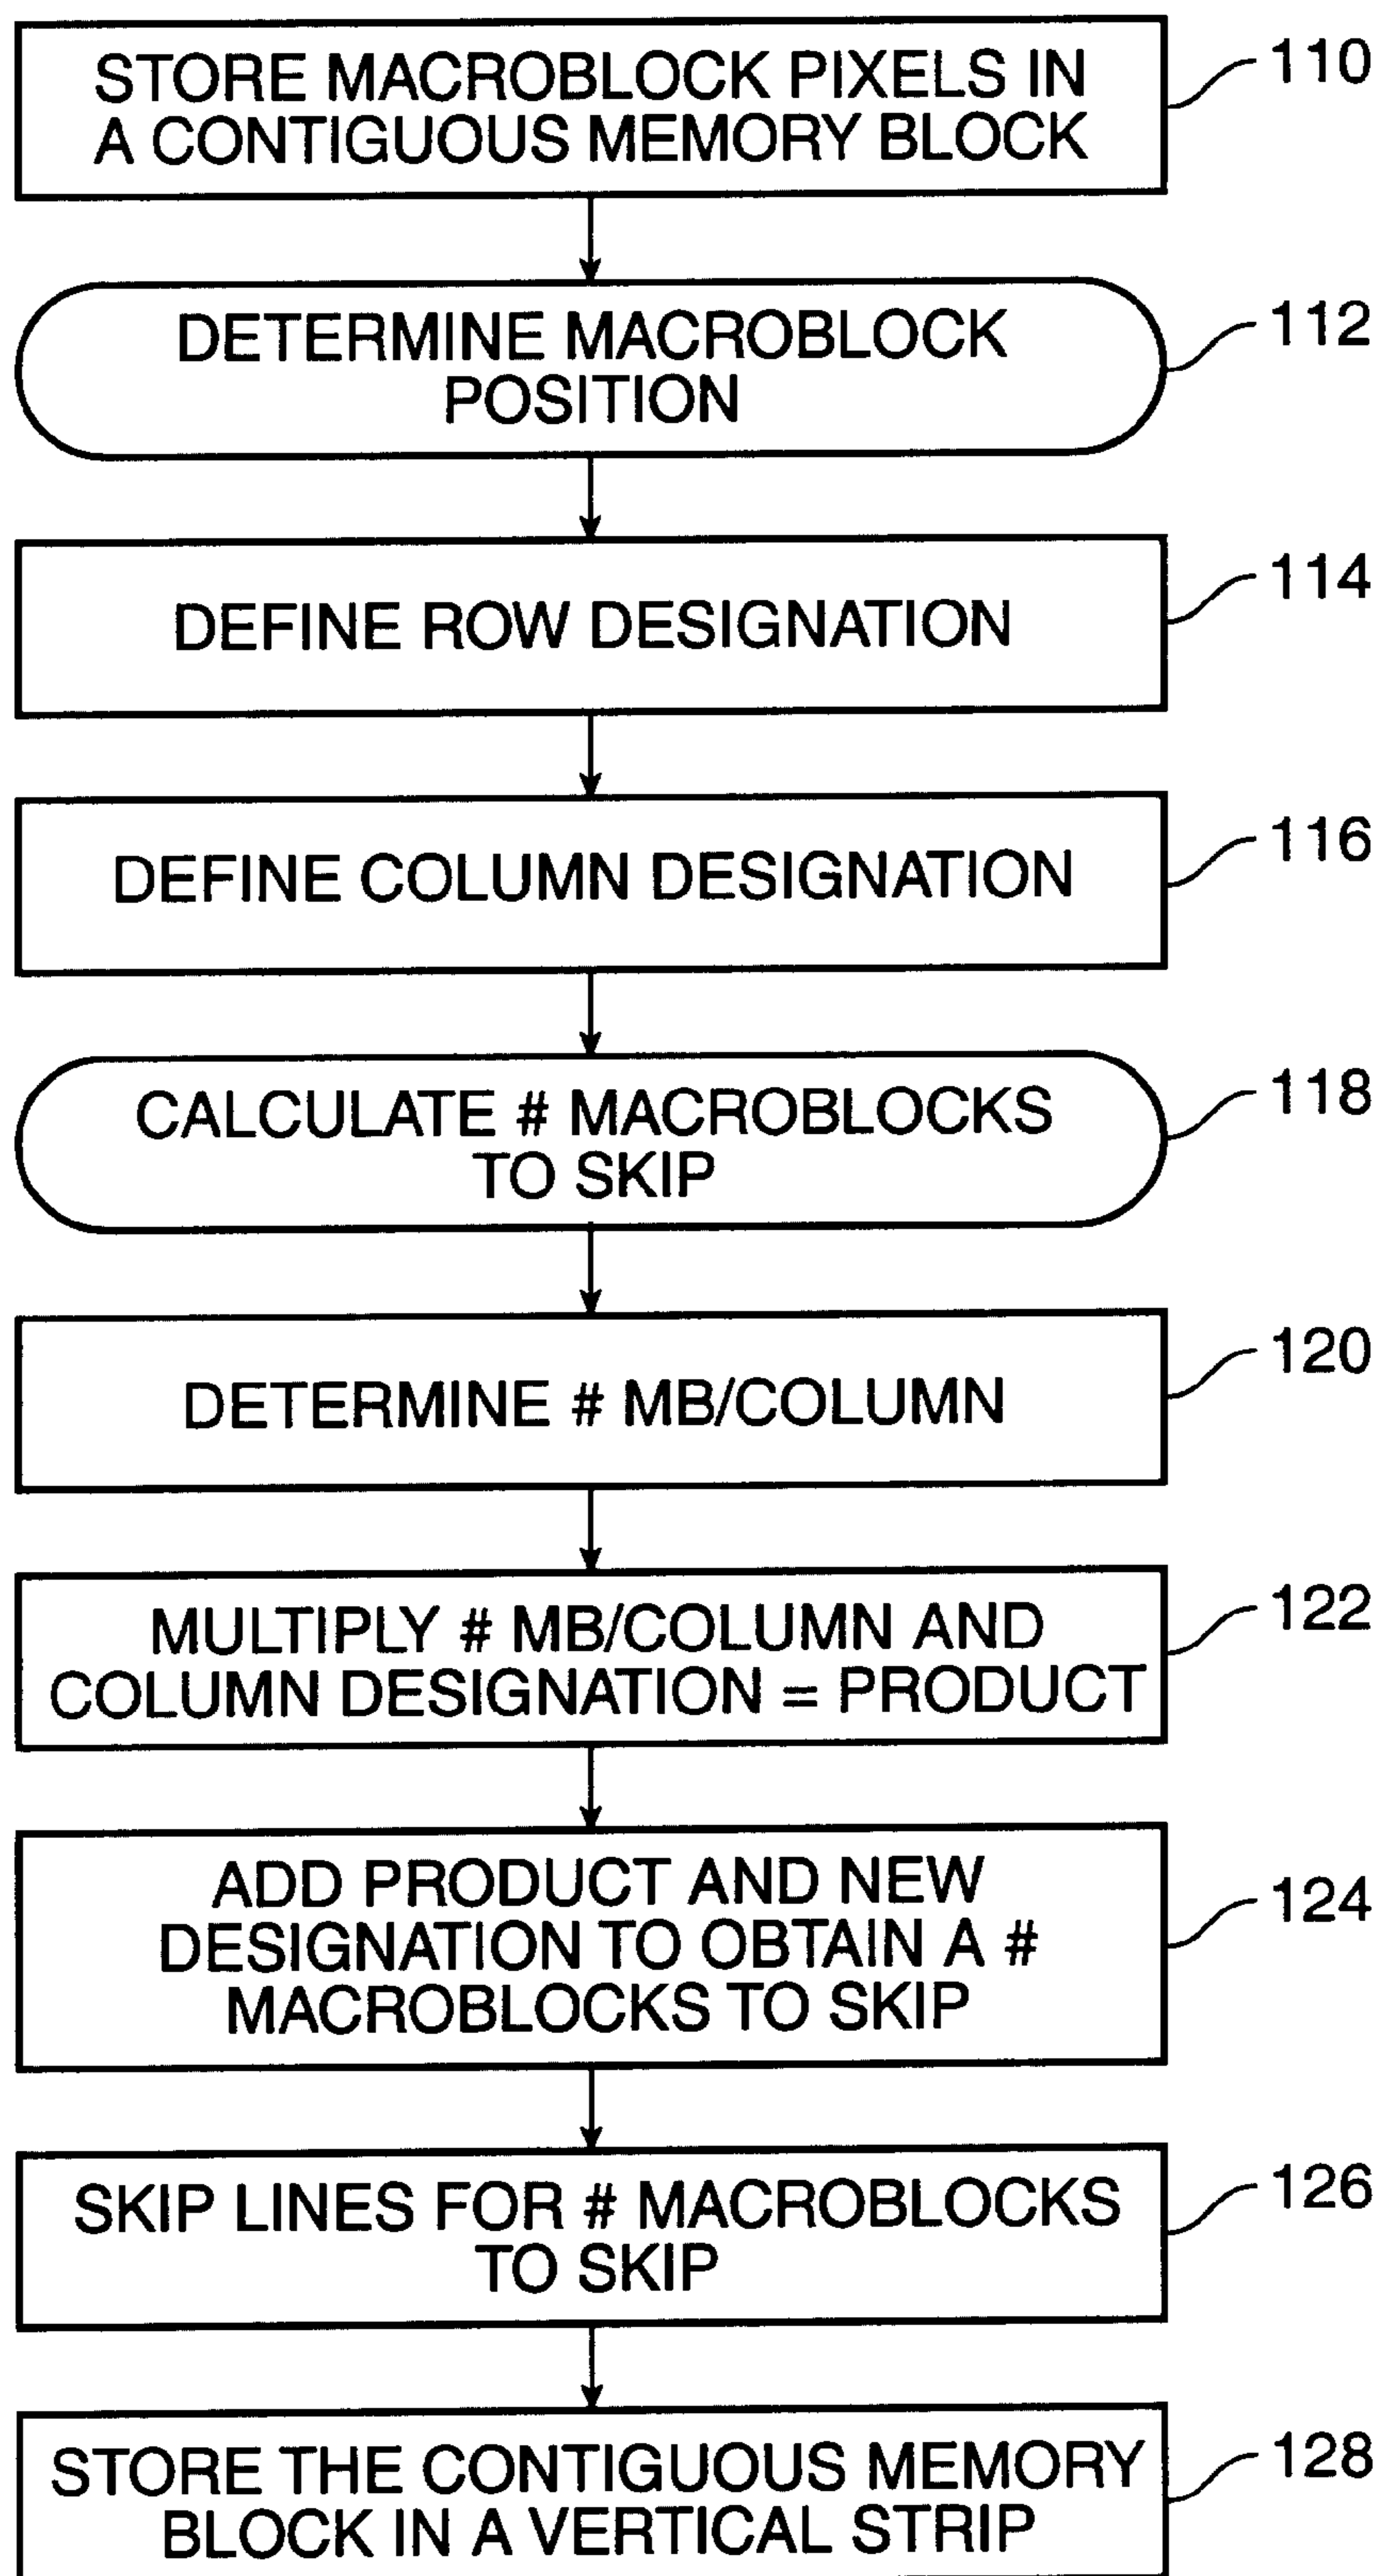 STORE MACROBLOCK PIXELS IN
A CONTIGUOUS MEMORY BLOCK
110
DETERMINE MACROBLOCK
POSITION
112
DEFINE ROW DESIGNATION
114
DEFINE COLUMN DESIGNATION
116
CALCULATE # MACROBLOCKS
TO SKIP
118
DETERMINE # MB/COLUMN
120
MULTIPLY # MB/COLUMN AND
COLUMN DESIGNATION = PRODUCT
122
ADD PRODUCT AND NEW
DESIGNATION TO OBTAIN A #
MACROBLOCKS TO SKIP
124
SKIP LINES FOR # MACROBLOCKS
TO SKIP
126
STORE THE CONTIGUOUS MEMORY
BLOCK IN A VERTICAL STRIP
128